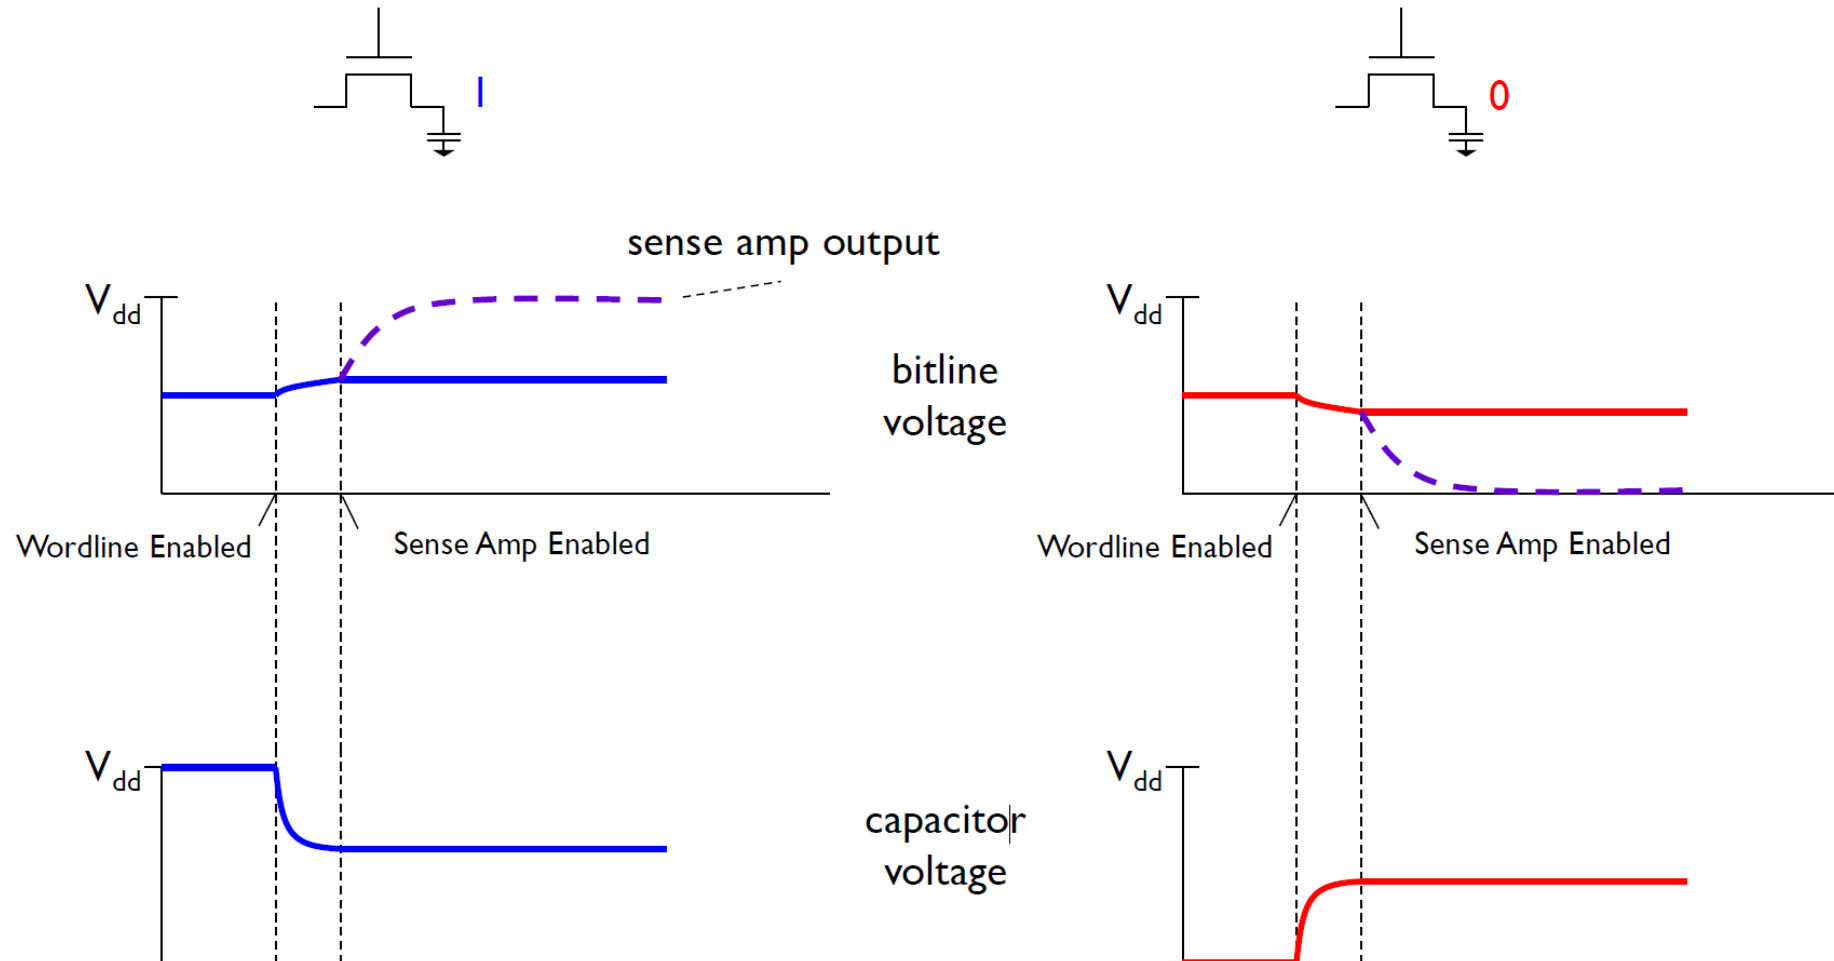 1
0
sense amp output
Vdd
Vdd
bitline
voltage
Wordline Enabled
Sense Amp Enabled
Wordline Enabled
Sense Amp Enabled
Vdd
Vdd
capacitor
voltage